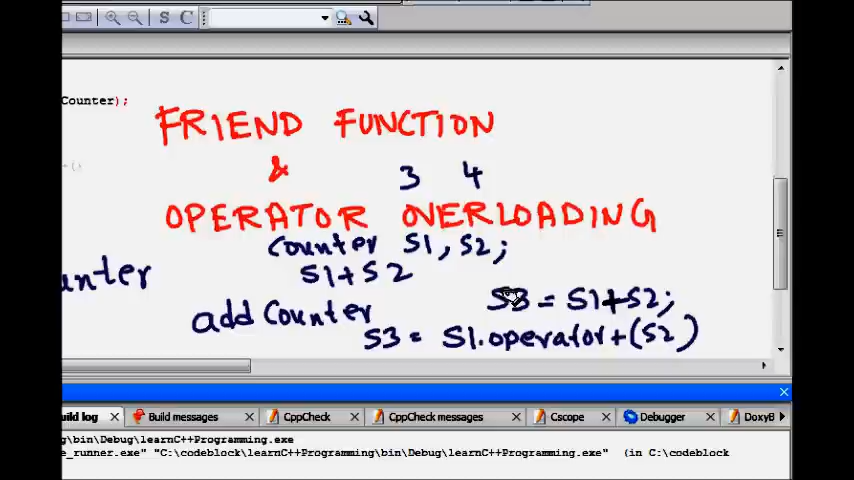 S C
Counter);
FRIEND FUNCTION
& 3 4
OPERATOR OVERLOADING
Counter S1, S2;
unter S1+S2
S3 = S1+S2;
add Counter
S3 = S1.operator+(S2)
uild log Build messages CppCheck CppCheck messages Cscope Debugger DoxyB
g\bin\Debug\learnC++Programming.exe
e_runner.exe" "C:\codeblock\learnC++Programming\bin\Debug\learnC++Programming.exe" (in C:\codeblock